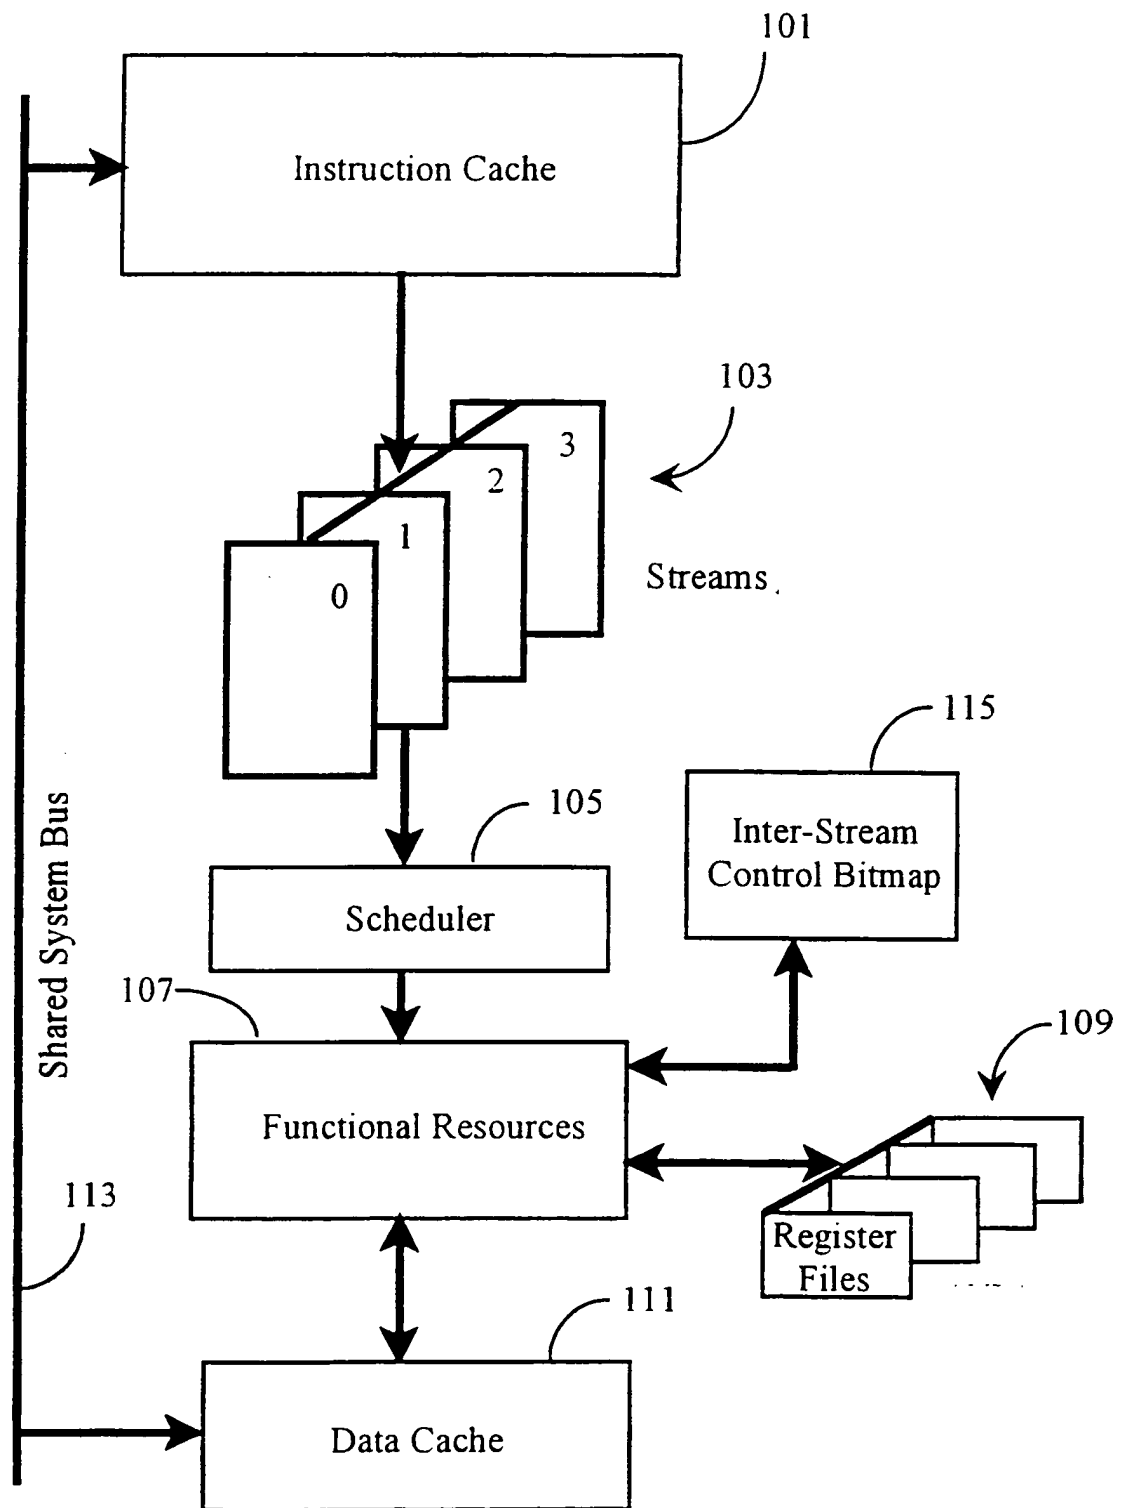 101
Instruction Cache
103
3
2
1
0
Streams
115
Inter-Stream
Control Bitmap
105
Scheduler
Shared System Bus
107
Functional Resources
109
Register
Files
113
111
Data Cache